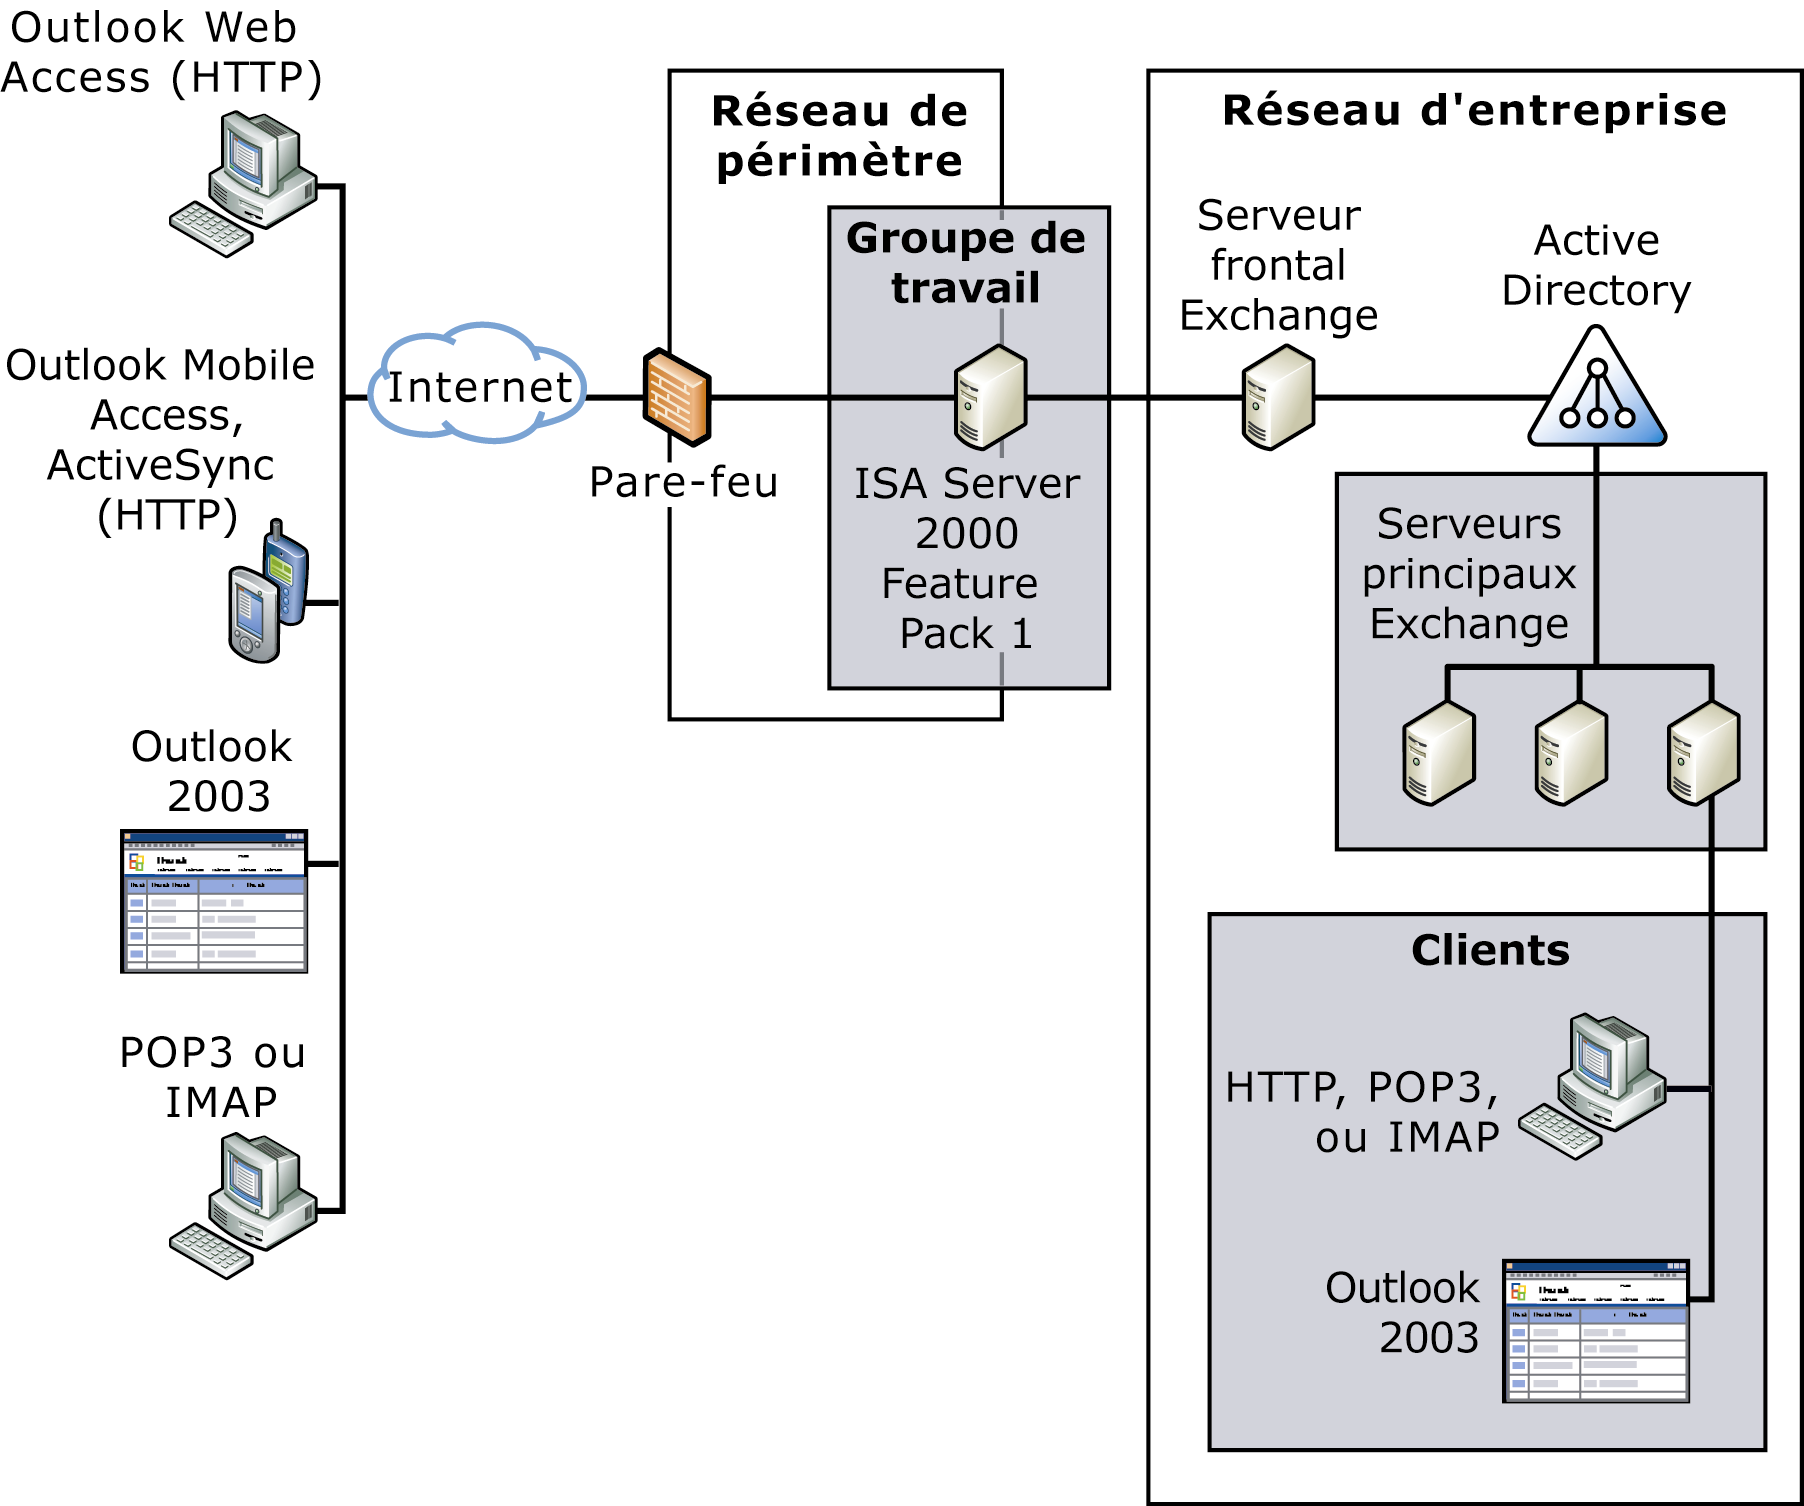 Outlook Web
Access (HTTP)
Outlook Mobile
Access,
ActiveSync
(HTTP)
Outlook
2003
POP3 ou
IMAP
Internet
Pare-feu
Réseau de
périmètre
Groupe de
travail
ISA Server
2000
Feature
Pack 1
Réseau d'entreprise
Serveur
frontal
Exchange
Active
Directory
Serveurs
principaux
Exchange
Clients
HTTP, POP3,
ou IMAP
Outlook
2003